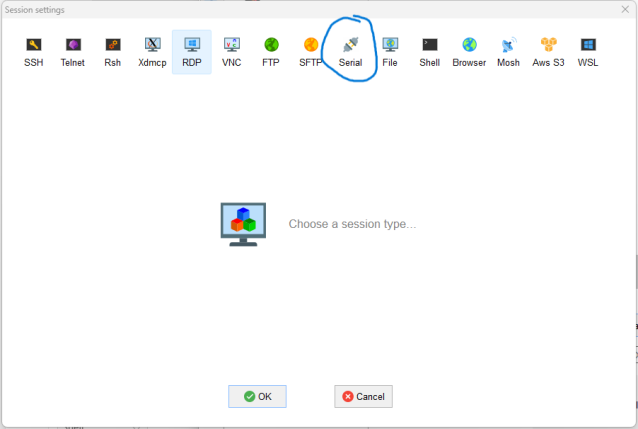 Session settings
SSH Telnet Rsh Xdmcp RDP VNC FTP SFTP Serial File Shell Browser Mosh Aws S3 WSL
Choose a session type...
OK Cancel